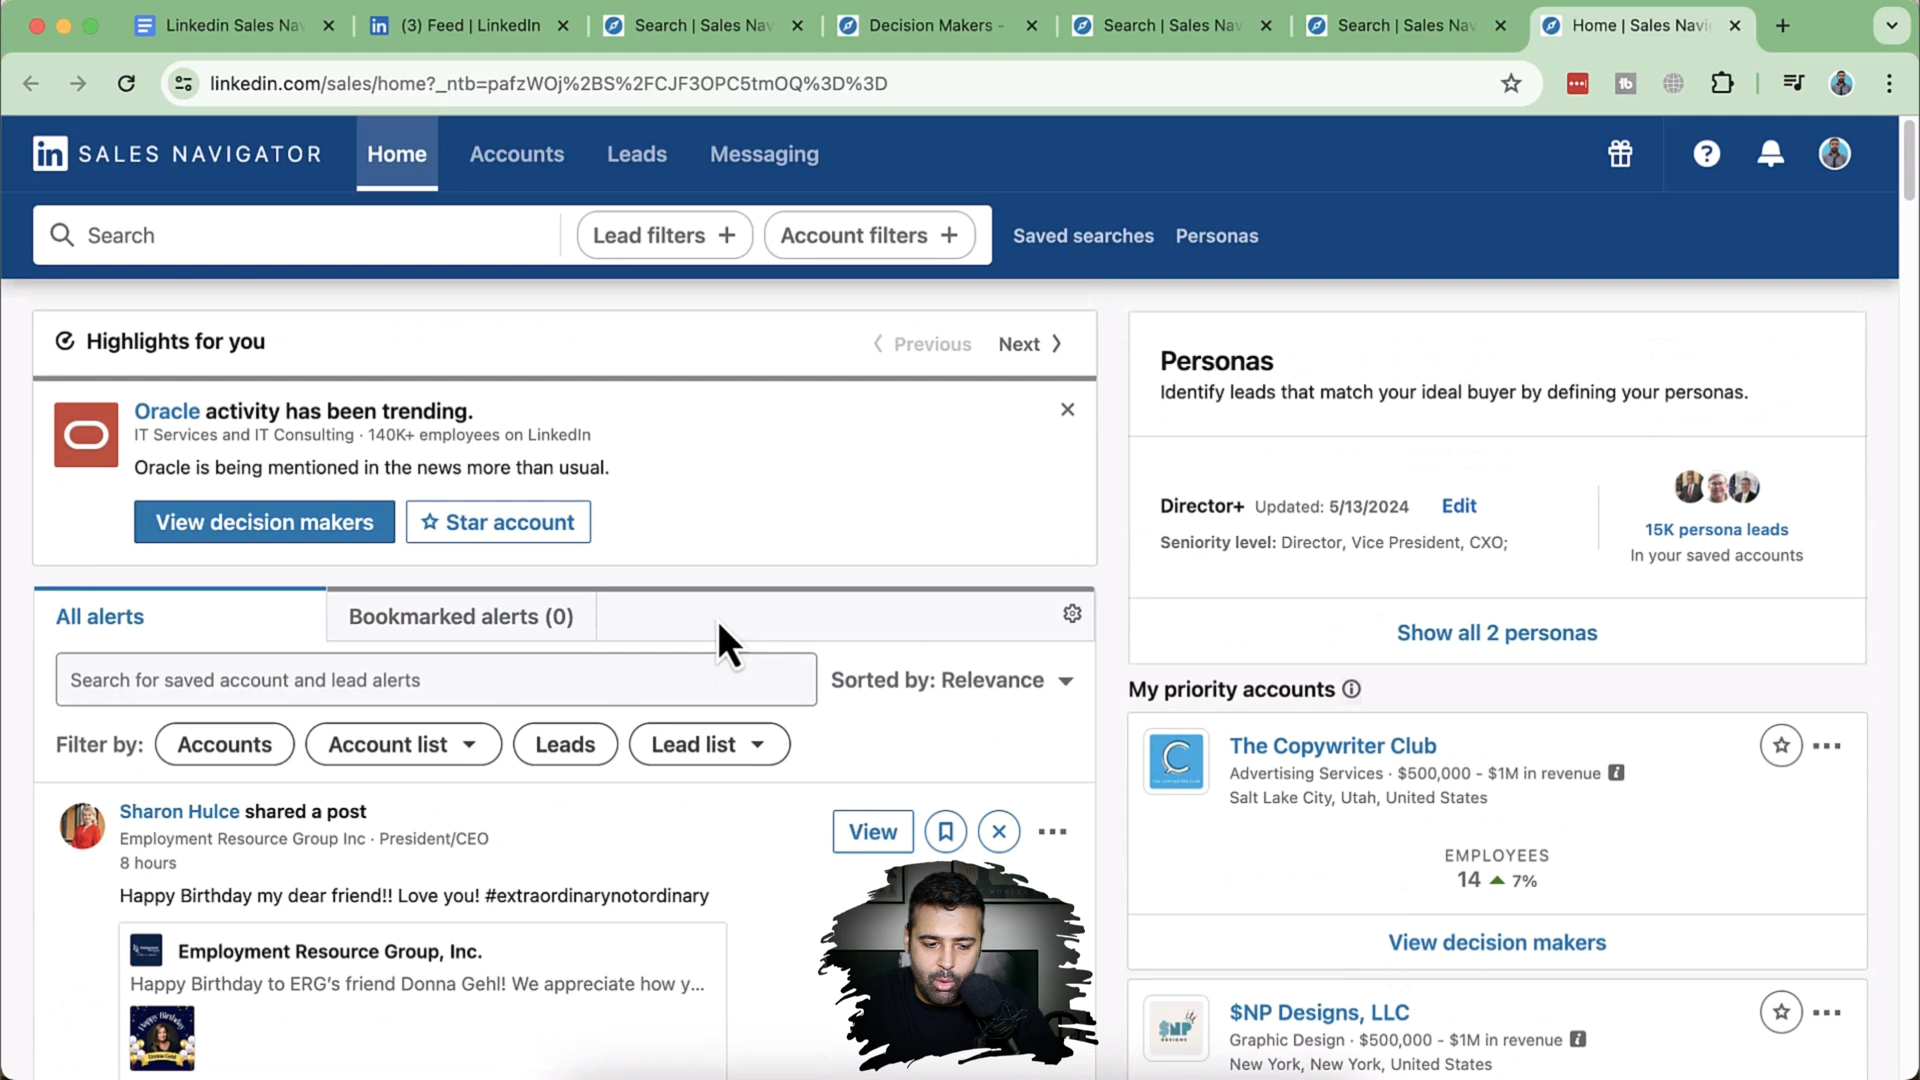 Linkedin Sales Nav
(3) Feed | LinkedIn
Search | Sales Nav
Decision Makers -
Search | Sales Nav
Search | Sales Nav
Home | Sales Navi
linkedin.com/sales/home?_ntb=pafzWOj%2BS%2FCJF3OPC5tmOQ%3D%3D
in SALES NAVIGATOR
Home
Accounts
Leads
Messaging
Search
Lead filters +
Account filters +
Saved searches
Personas
Highlights for you
Previous
Next
Oracle activity has been trending.
IT Services and IT Consulting · 140K+ employees on LinkedIn
Oracle is being mentioned in the news more than usual.
View decision makers
Star account
All alerts
Bookmarked alerts (0)
Search for saved account and lead alerts
Sorted by: Relevance
Filter by:
Accounts
Account list
Leads
Lead list
Sharon Hulce shared a post
Employment Resource Group Inc · President/CEO
8 hours
View
Happy Birthday my dear friend!! Love you! #extraordinarynotordinary
Employment Resource Group, Inc.
Happy Birthday to ERG’s friend Donna Gehl! We appreciate how y...
Personas
Identify leads that match your ideal buyer by defining your personas.
Director+ Updated: 5/13/2024 Edit
Seniority level: Director, Vice President, CXO;
15K persona leads
In your saved accounts
Show all 2 personas
My priority accounts
The Copywriter Club
Advertising Services · $500,000 - $1M in revenue
Salt Lake City, Utah, United States
EMPLOYEES
14 7%
View decision makers
$NP Designs, LLC
Graphic Design · $500,000 - $1M in revenue
New York, New York, United States